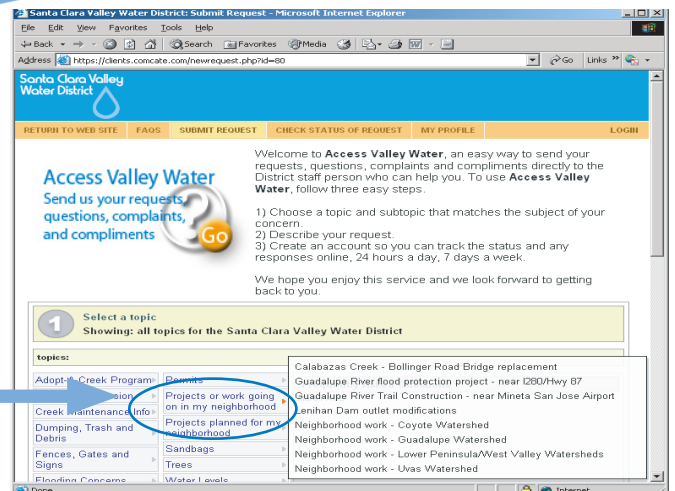 Santa Clara Valley Water District: Submit Request - Microsoft Internet Explorer
File Edit View Favorites Tools Help
Back Search Favorites Media
Address https://clients.comcate.com/newrequest.php?id=80 Go Links »
Santa Clara Valley
Water District
RETURN TO WEB SITE FAQS SUBMIT REQUEST CHECK STATUS OF REQUEST MY PROFILE LOGIN
Access Valley Water
Send us your requests,
questions, complaints,
and compliments
Go
Welcome to Access Valley Water, an easy way to send your
requests, questions, complaints and compliments directly to the
District staff person who can help you. To use Access Valley
Water, follow three easy steps.
1) Choose a topic and subtopic that matches the subject of your
concern.
2) Describe your request.
3) Create an account so you can track the status and any
responses online, 24 hours a day, 7 days a week.
We hope you enjoy this service and we look forward to getting
back to you.
1
Select a topic
Showing: all topics for the Santa Clara Valley Water District
topics:
Adopt-A-Creek Program
Creek Maintenance Info
Dumping, Trash and
Debris
Fences, Gates and
Signs
Flooding Concerns
Permits
Projects or work going
on in my neighborhood
Projects planned for my
neighborhood
Sandbags
Trees
Water Levels
Calabazas Creek - Bollinger Road Bridge replacement
Guadalupe River flood protection project - near I280/Hwy 87
Guadalupe River Trail Construction - near Mineta San Jose Airport
Lenihan Dam outlet modifications
Neighborhood work - Coyote Watershed
Neighborhood work - Guadalupe Watershed
Neighborhood work - Lower Peninsula/West Valley Watersheds
Neighborhood work - Uvas Watershed
Done Internet